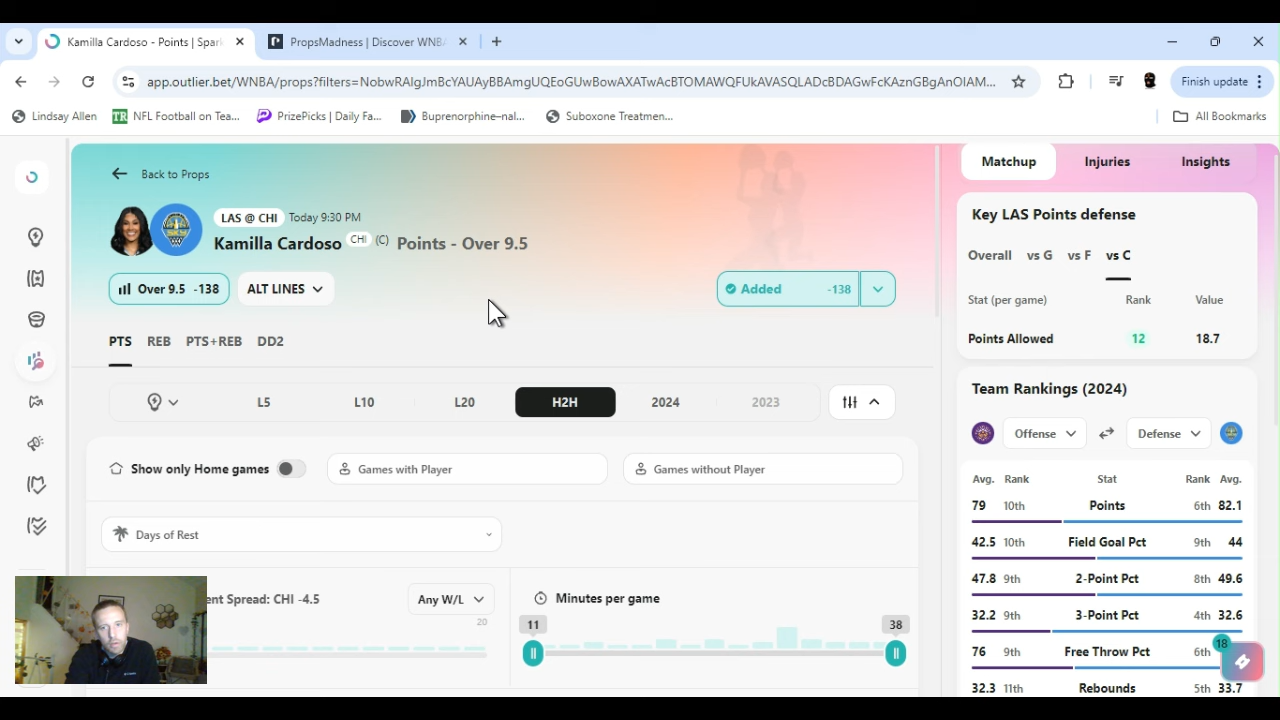 Kamilla Cardoso - Points | Spar
PropsMadness | Discover WNB
app.outlier.bet/WNBA/props?filters=NobwRAlgJmBcYAUAyBBAmgUQEoGUwBowAXATwAcBTOMAWQFUkAVASQLADcBDAGwFcKAznGBgAnOIAM...
Finish update
Lindsay Allen
NFL Football on Tea...
PrizePicks | Daily Fa...
Buprenorphine–nal...
Suboxone Treatmen...
All Bookmarks
Back to Props
LAS @ CHI Today 9:30 PM
Kamilla Cardoso CHI (C) Points - Over 9.5
Over 9.5 -138
ALT LINES
Added -138
PTS REB PTS+REB DD2
L5 L10 L20 H2H 2024 2023
Show only Home games
Games with Player
Games without Player
Days of Rest
ent Spread: CHI -4.5
Any W/L
20
Minutes per game
11
38
Matchup Injuries Insights
Key LAS Points defense
Overall vs G vs F vs C
Stat (per game) Rank Value
Points Allowed 12 18.7
Team Rankings (2024)
Offense Defense
Avg. Rank Stat Rank Avg.
79 10th Points 6th 82.1
42.5 10th Field Goal Pct 9th 44
47.8 9th 2-Point Pct 8th 49.6
32.2 9th 3-Point Pct 4th 32.6
76 9th Free Throw Pct 6th
18
32.3 11th Rebounds 5th 33.7